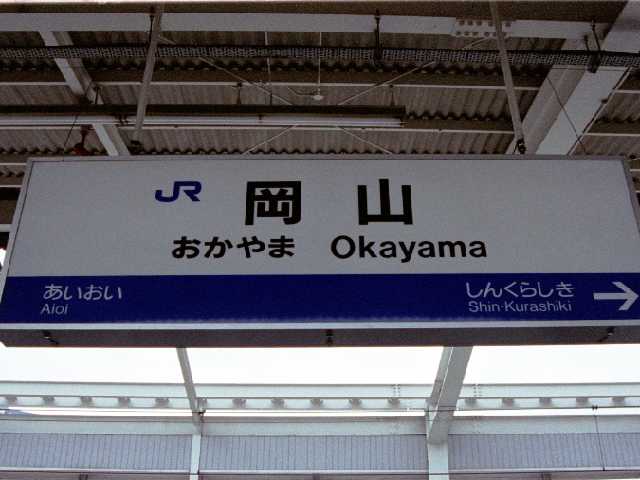 JR 岡山
おかやま Okayama
あいおい しんくらしき →
Aioi Shin-Kurashiki